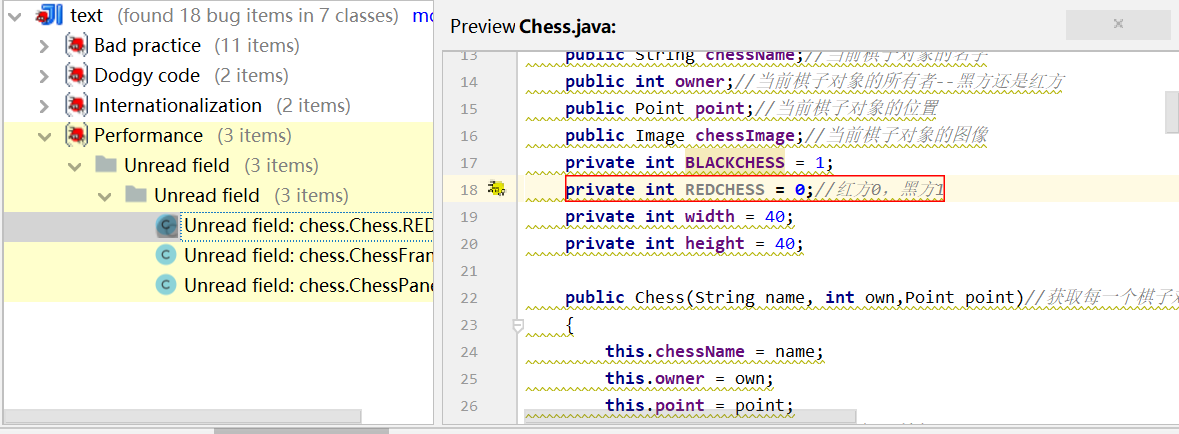 text (found 18 bug items in 7 classes) mo
Bad practice (11 items)
Dodgy code (2 items)
Internationalization (2 items)
Performance (3 items)
Unread field (3 items)
Unread field (3 items)
Unread field: chess.Chess.RED
Unread field: chess.ChessFran
Unread field: chess.ChessPane
Preview Chess.java:
13 public String chessName;//当前棋子对象的名字
14 public int owner;//当前棋子对象的所有者--黑方还是红方
15 public Point point;//当前棋子对象的位置
16 public Image chessImage;//当前棋子对象的图像
17 private int BLACKCHESS = 1;
18 private int REDCHESS = 0;//红方0，黑方1
19 private int width = 40;
20 private int height = 40;
21
22 public Chess(String name, int own,Point point)//获取每一个棋子对
23 {
24 this.chessName = name;
25 this.owner = own;
26 this.point = point;